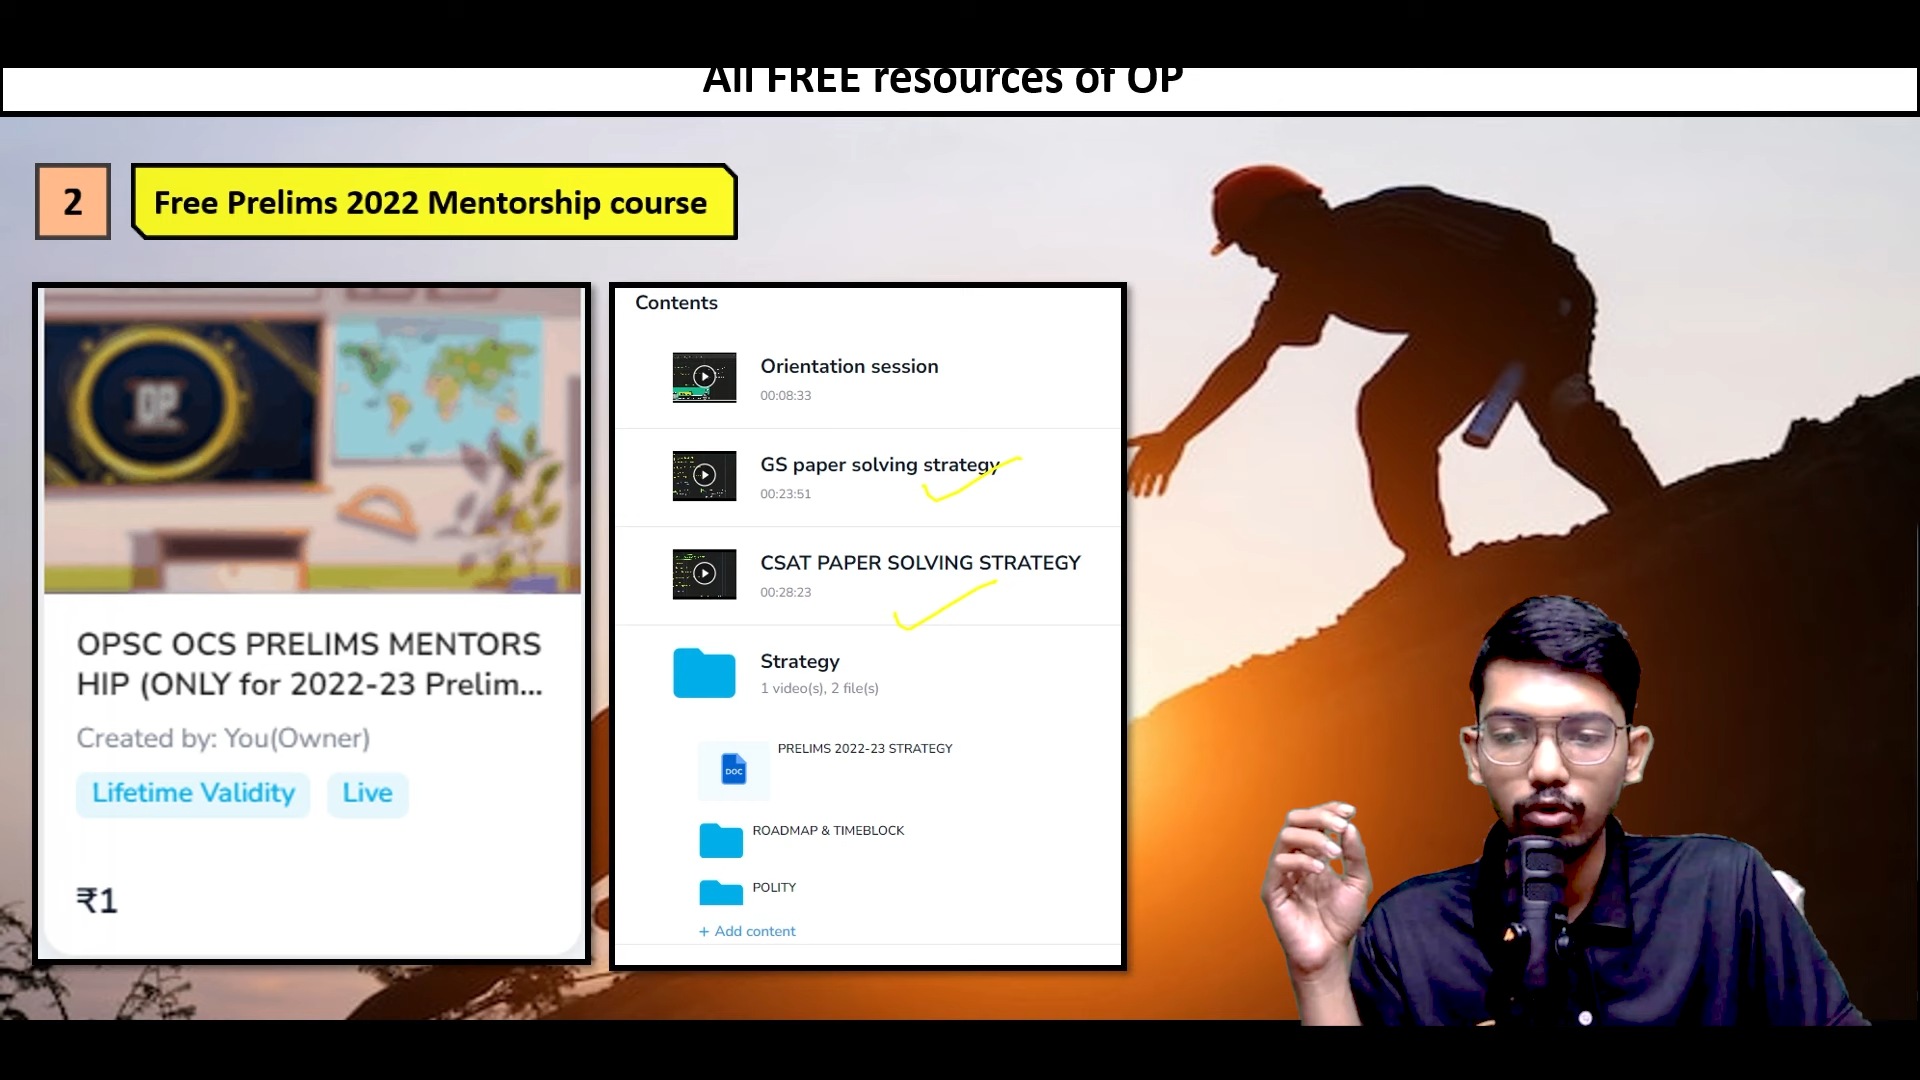 All FREE resources of OP
2
Free Prelims 2022 Mentorship course
OP
OPSC OCS PRELIMS MENTORS
HIP (ONLY for 2022-23 Prelim...
Created by: You(Owner)
Lifetime Validity
Live
₹1
Contents
Orientation session
00:08:33
GS paper solving strategy
00:23:51
CSAT PAPER SOLVING STRATEGY
00:28:23
Strategy
1 video(s), 2 file(s)
DOC
PRELIMS 2022-23 STRATEGY
ROADMAP & TIMEBLOCK
POLITY
+ Add content